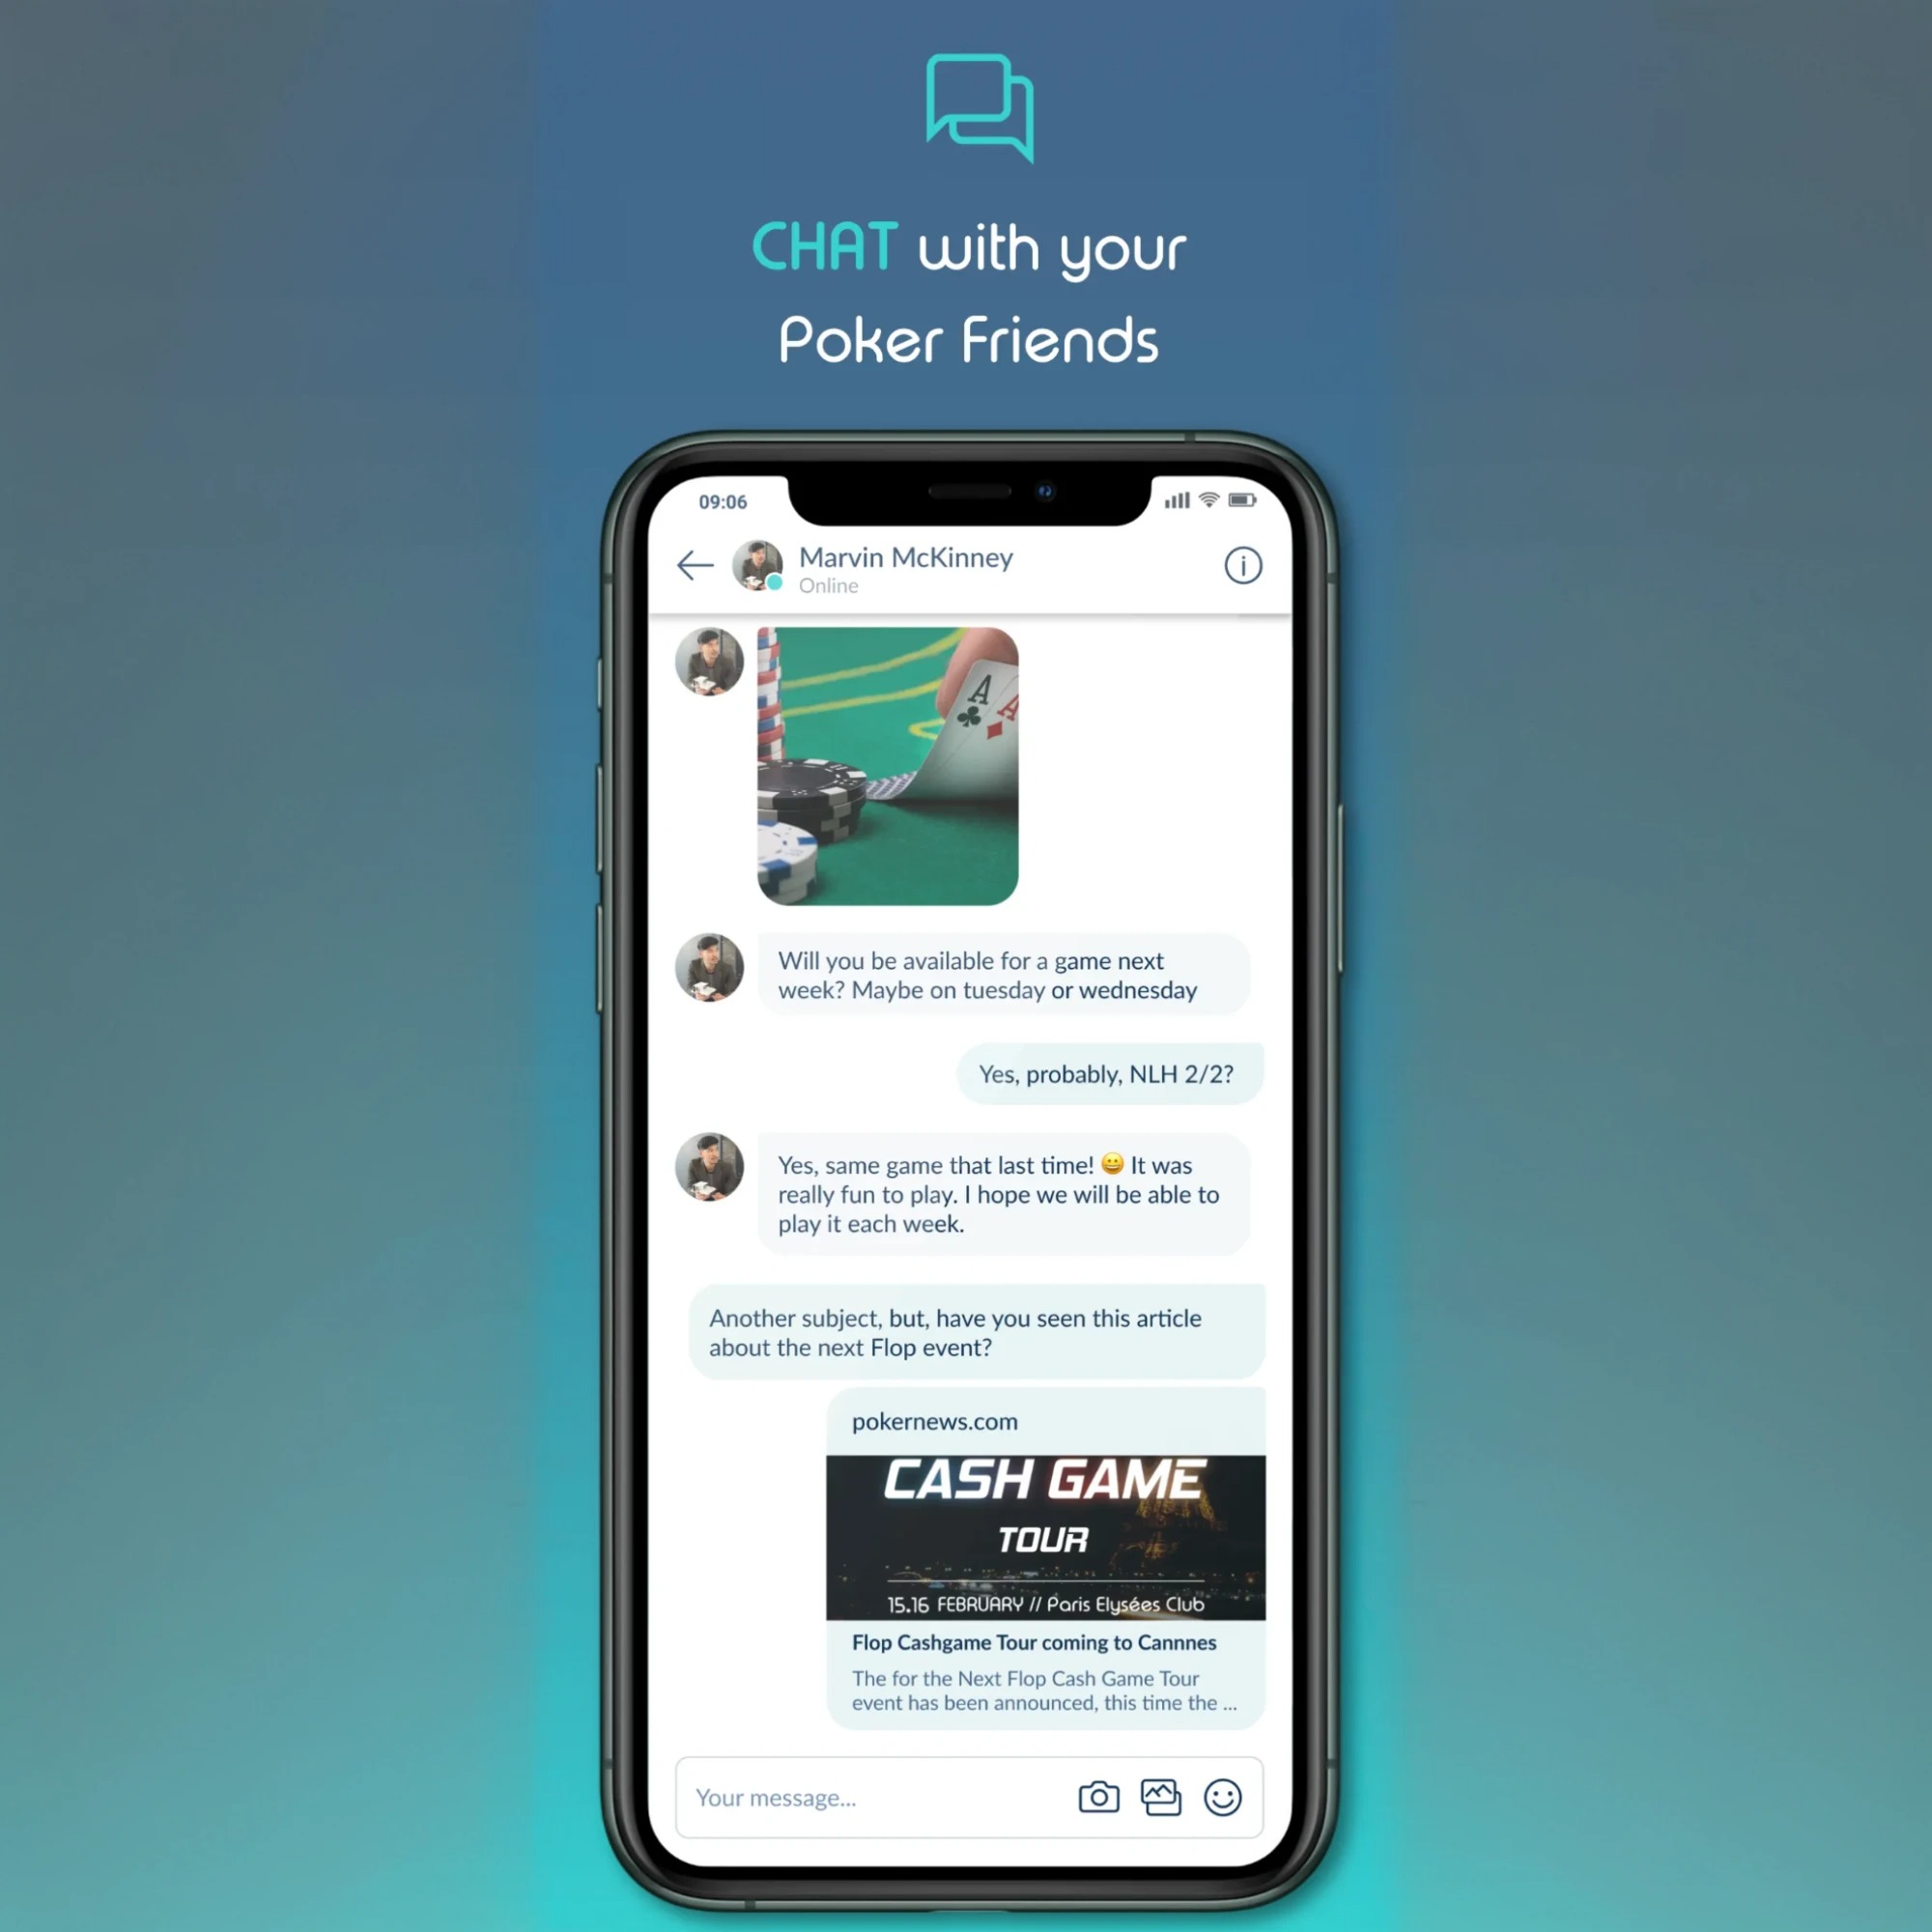 CHAT with your
Poker Friends
09:06
Marvin McKinney
Online
A
A
Will you be available for a game next
week? Maybe on tuesday or wednesday
Yes, probably, NLH 2/2?
Yes, same game that last time! 😀 It was
really fun to play. I hope we will be able to
play it each week.
Another subject, but, have you seen this article
about the next Flop event?
pokernews.com
CASH GAME
TOUR
15.16 FEBRUARY // Paris Elysées Club
Flop Cashgame Tour coming to Cannnes
The for the Next Flop Cash Game Tour
event has been announced, this time the ...
Your message...